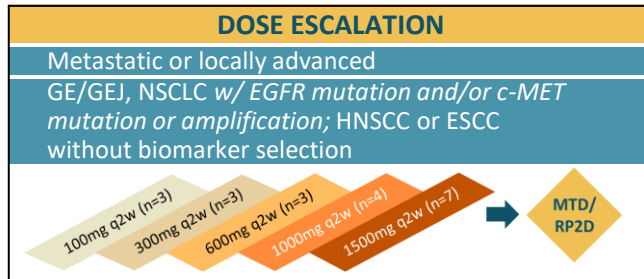 DOSE ESCALATION
Metastatic or locally advanced
GE/GEJ, NSCLC w/ EGFR mutation and/or c-MET
mutation or amplification; HNSCC or ESCC
without biomarker selection
100mg q2w (n=3)
300mg q2w (n=3)
600mg q2w (n=3)
1000mg q2w (n=4)
1500mg q2w (n=7)
MTD/
RP2D